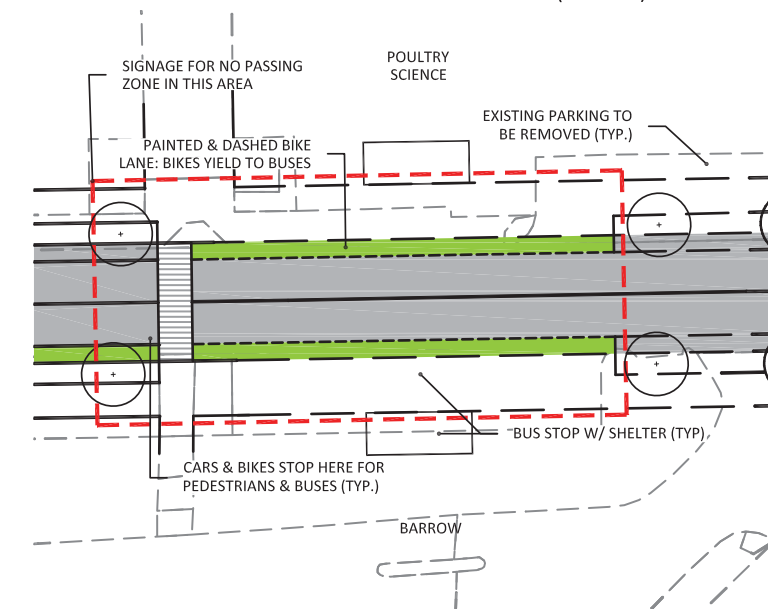 POULTRY
SCIENCE
SIGNAGE FOR NO PASSING
ZONE IN THIS AREA
EXISTING PARKING TO
BE REMOVED (TYP.)
PAINTED & DASHED BIKE
LANE: BIKES YIELD TO BUSES
BUS STOP W/ SHELTER (TYP)
CARS & BIKES STOP HERE FOR
PEDESTRIANS & BUSES (TYP.)
BARROW